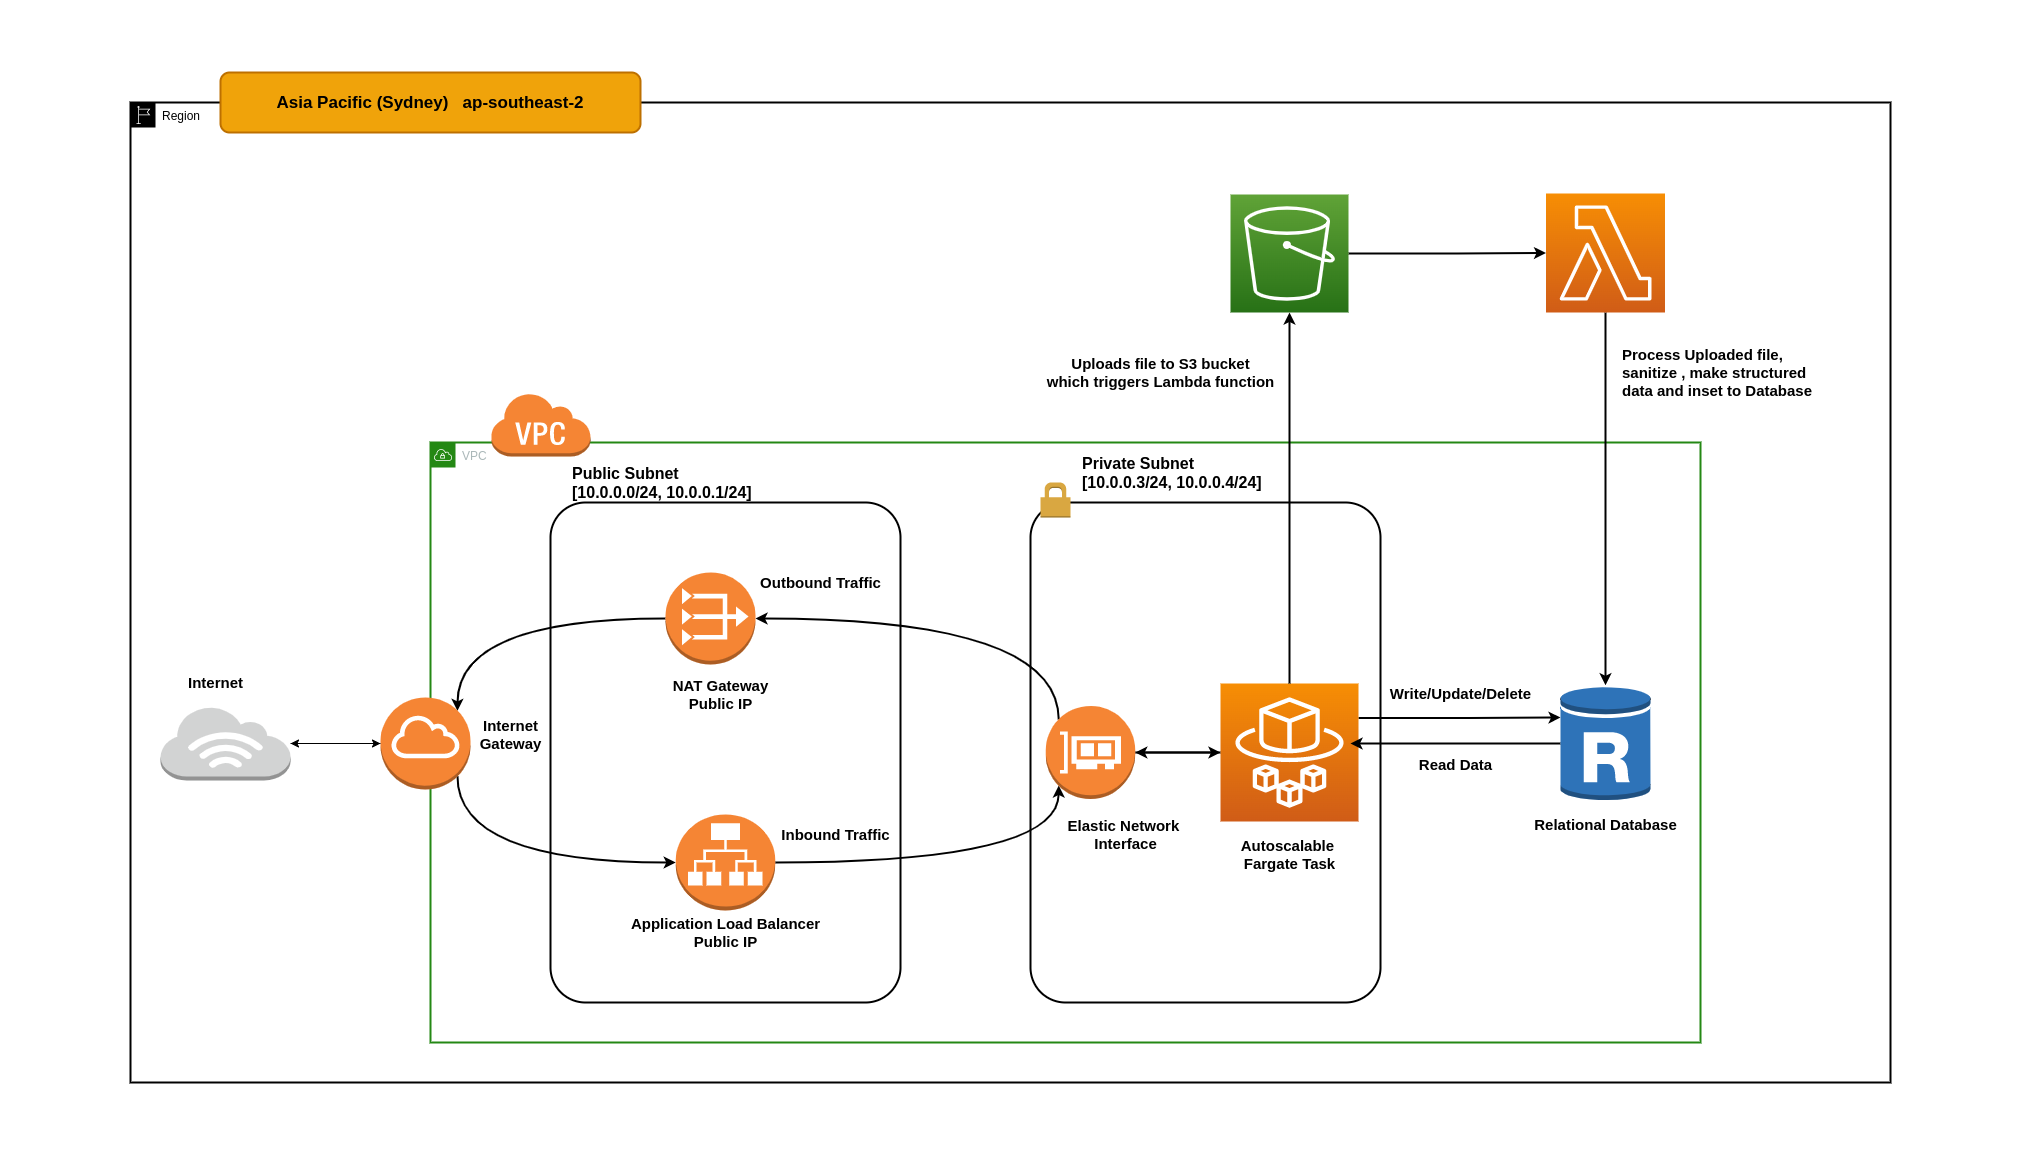 Asia Pacific (Sydney)   ap-southeast-2
Region
Uploads file to S3 bucket
which triggers Lambda function
Process Uploaded file,
sanitize , make structured
data and inset to Database
VPC
VPC
Public Subnet
[10.0.0.0/24, 10.0.0.1/24]
Private Subnet
[10.0.0.3/24, 10.0.0.4/24]
Outbound Traffic
NAT Gateway
Public IP
Internet
Internet
Gateway
Write/Update/Delete
Read Data
R
Relational Database
Inbound Traffic
Elastic Network
Interface
Autoscalable
Fargate Task
Application Load Balancer
Public IP